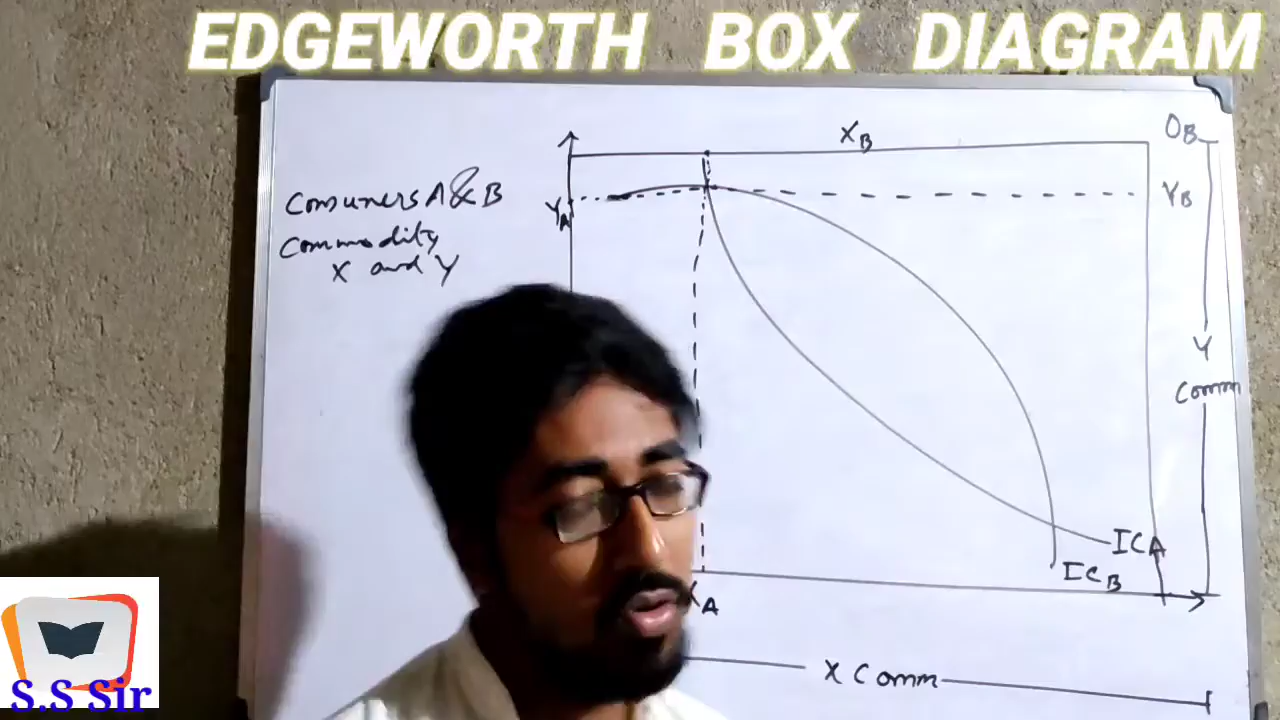 EDGEWORTH BOX DIAGRAM
XB
OB
Consumers A & B
YA
YB
Commodity
X and Y
Y
Comm
ICA
ICB
XA
X Comm
S.S Sir